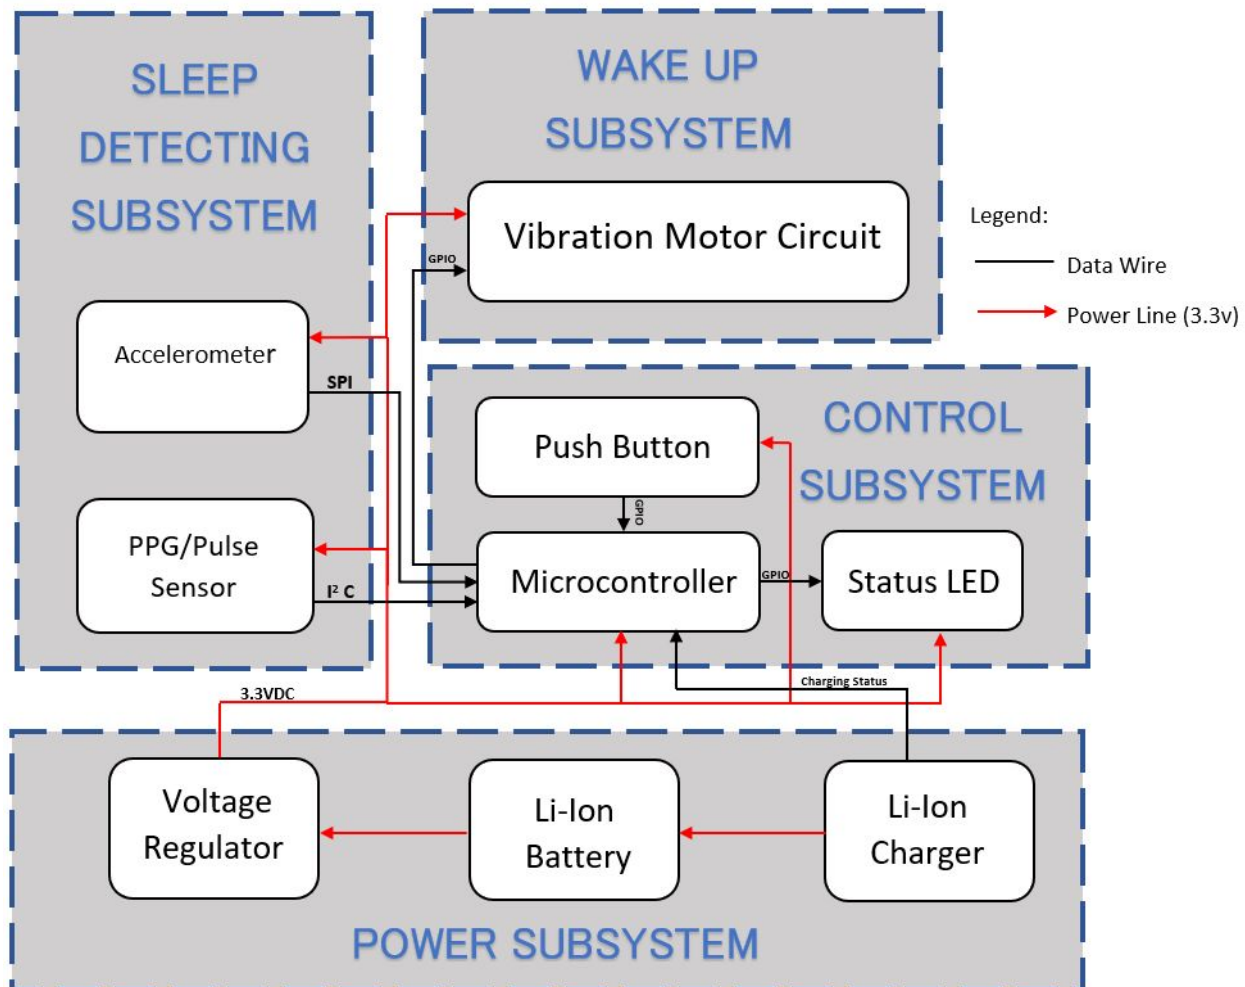 SLEEP
DETECTING
SUBSYSTEM
Accelerometer
SPI
PPG/Pulse
Sensor
I² C
WAKE UP
SUBSYSTEM
Vibration Motor Circuit
GPIO
Legend:
Data Wire
Power Line (3.3v)
CONTROL
SUBSYSTEM
Push Button
GPIO
Microcontroller
GPIO
Status LED
3.3VDC
Charging Status
Voltage
Regulator
Li-Ion
Battery
Li-Ion
Charger
POWER SUBSYSTEM